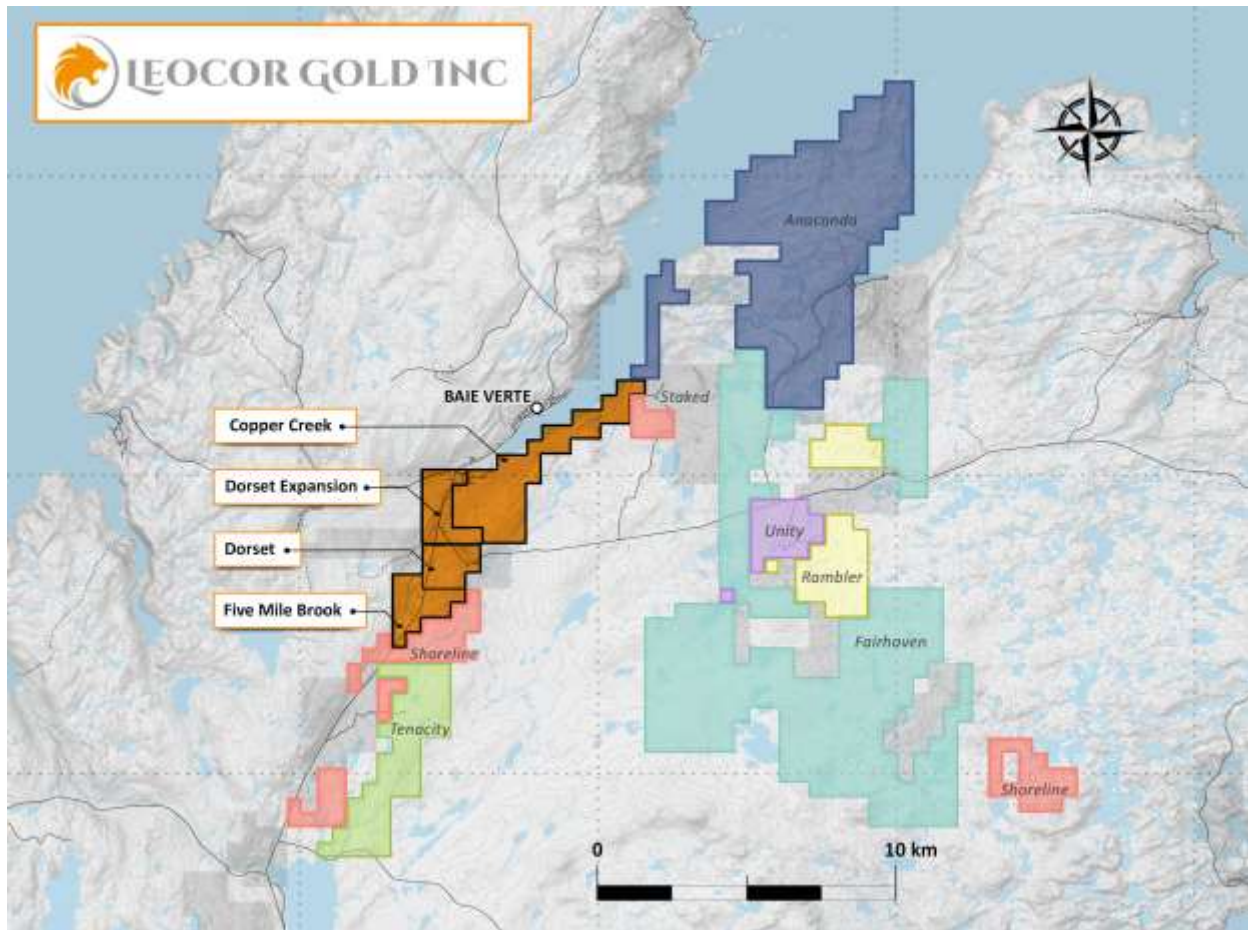 LEOCOR GOLD INC
Anaconda
BAIE VERTE
Staked
Copper Creek
Dorset Expansion
Dorset
Unity
Rambler
Five Mile Brook
Shoreline
Fairhaven
Tenacity
Shoreline
0
10 km